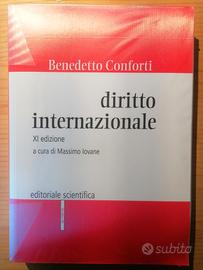 Benedetto Conforti
diritto
internazionale
XI edizione
a cura di Massimo Iovane
editoriale scientifica
subito